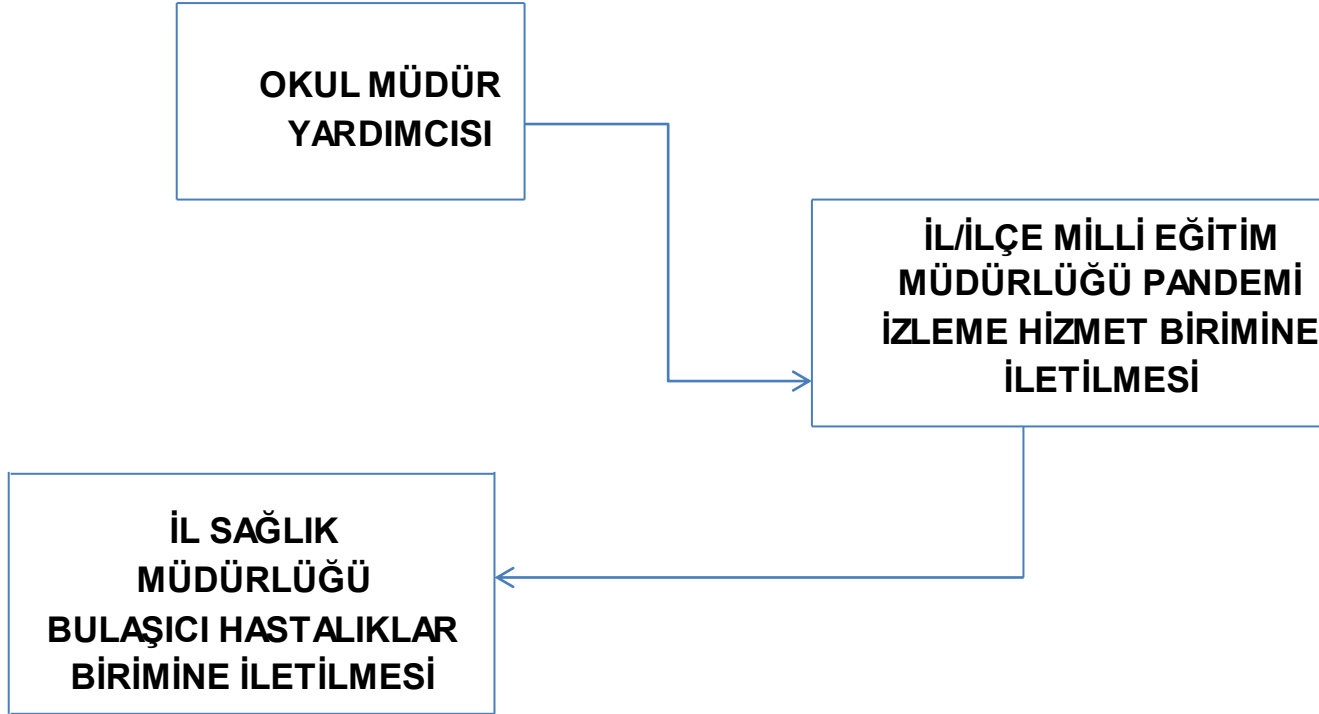 OKUL MÜDÜR
YARDIMCISI
İL/İLÇE MİLLİ EĞİTİM
MÜDÜRLÜĞÜ PANDEMİ
İZLEME HİZMET BİRİMİNE
İLETİLMESİ
İL SAĞLIK
MÜDÜRLÜĞÜ
BULAŞICI HASTALIKLAR
BİRİMİNE İLETİLMESİ